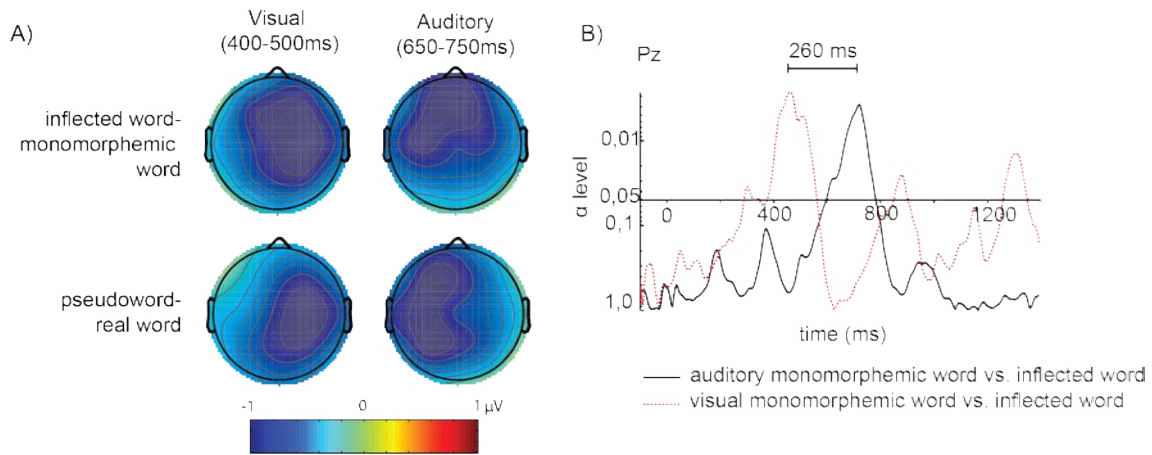 A)
Visual
(400-500ms)
Auditory
(650-750ms)
inflected word-
monomorphemic
word
pseudoword-
real word
-1 0 1 µV
B)
Pz
260 ms
α level
0,01
0,05
0,1
1,0
0 400 800 1200
time (ms)
auditory monomorphemic word vs. inflected word
visual monomorphemic word vs. inflected word